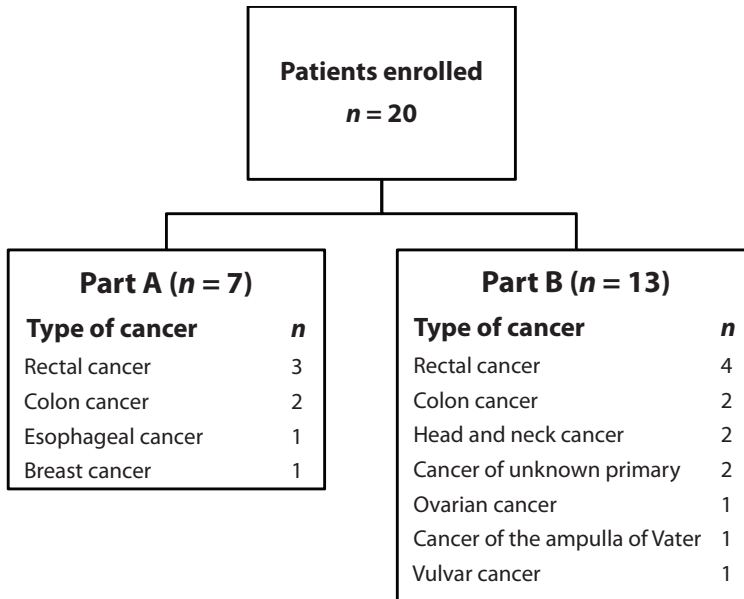 Patients enrolled
n = 20
Part A (n = 7)
Type of cancer n
Rectal cancer 3
Colon cancer 2
Esophageal cancer 1
Breast cancer 1
Part B (n = 13)
Type of cancer n
Rectal cancer 4
Colon cancer 2
Head and neck cancer 2
Cancer of unknown primary 2
Ovarian cancer 1
Cancer of the ampulla of Vater 1
Vulvar cancer 1